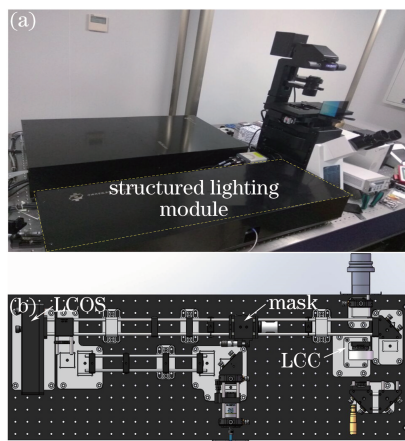 (a)
structured lighting
module
(b)
LCOS
mask
LCC